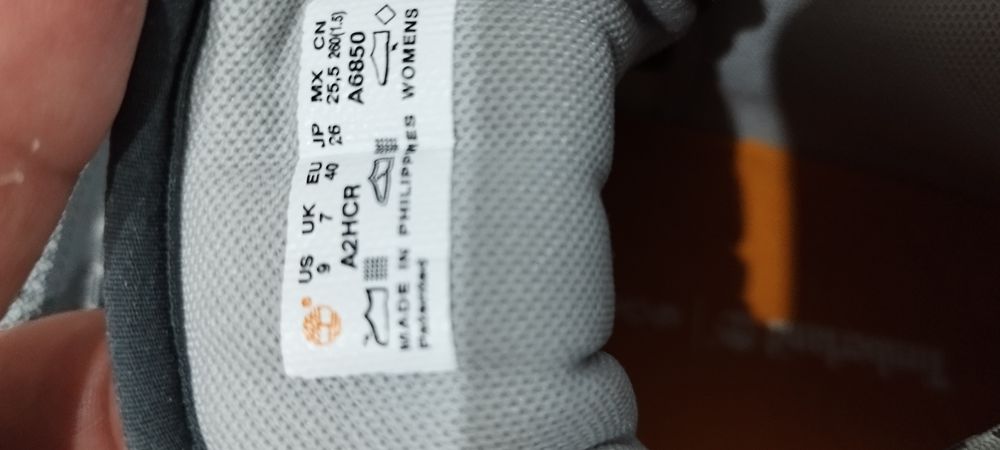 US UK EU JP MX CN
9 7 40 26 25,5 260(1.5)
A2HCR A6850
MADE IN PHILIPPINES WOMENS
Patented
Timberland